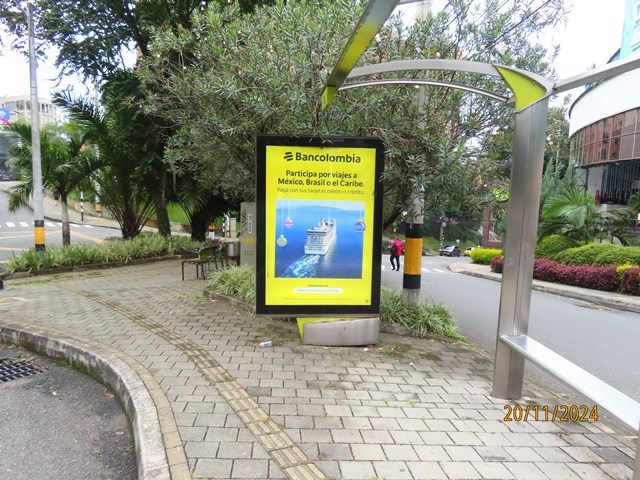 Bancolombia
Participa por viajes a
México, Brasil o el Caribe.
Paga con tus tarjetas débito o crédito.
20/11/2024